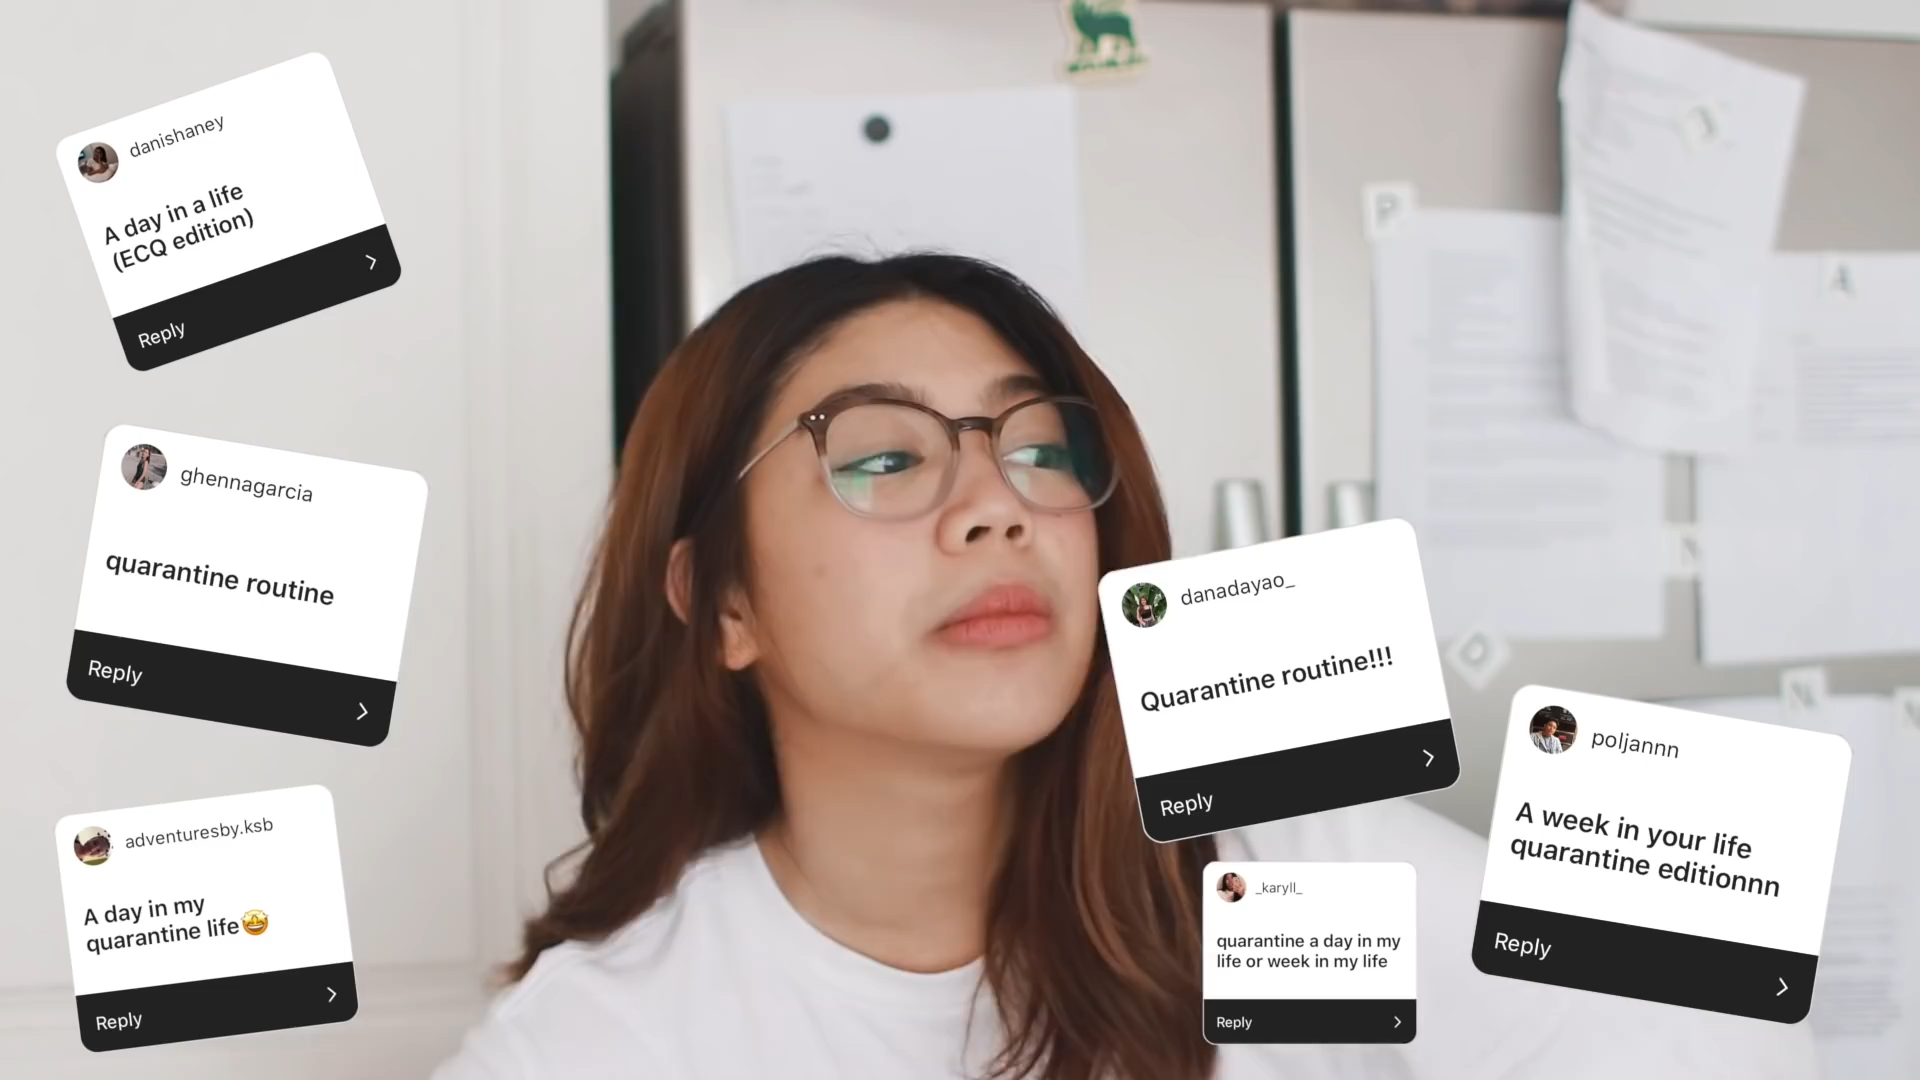 danishaney
A day in a life
(ECQ edition)
Reply
ghennagarcia
quarantine routine
Reply
adventuresby.ksb
A day in my
quarantine life🤩
Reply
danadayao_
Quarantine routine!!!
Reply
_karyll_
quarantine a day in my
life or week in my life
Reply
poljannn
A week in your life
quarantine editionnn
Reply
P
A